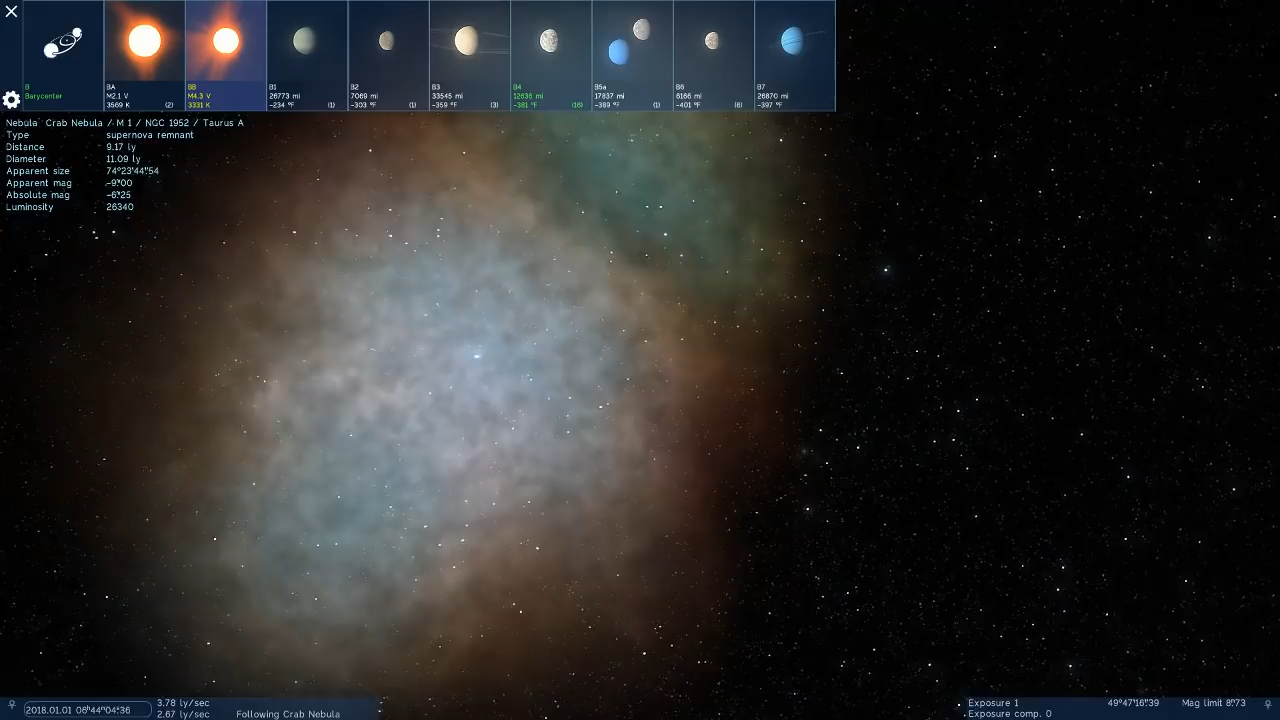 B
Barycenter
BA
M2.1 V
3569 K (2)
BB
M4.3 V
3331 K
B1
26773 mi
-234 °F (1)
B2
7069 mi
-303 °F (1)
B3
33545 mi
-359 °F (3)
B4
12636 mi
-381 °F (16)
B5a
17837 mi
-389 °F (1)
B6
6166 mi
-401 °F (6)
B7
26870 mi
-397 °F
Nebula: Crab Nebula / M 1 / NGC 1952 / Taurus A
Type supernova remnant
Distance 9.17 ly
Diameter 11.09 ly
Apparent size 74°23'44"54
Apparent mag -9.00
Absolute mag -6.25
Luminosity 26340
2018.01.01 06:44:04.36
3.78 ly/sec
2.67 ly/sec Following Crab Nebula
Exposure 1 49°47'16"39 Mag limit 8.73
Exposure comp. 0